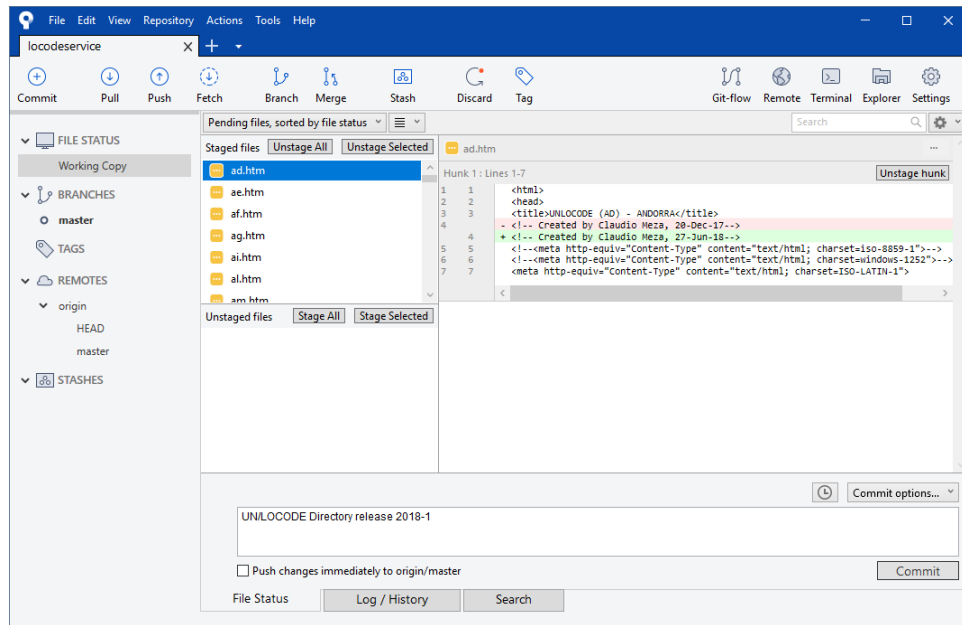 File Edit View Repository Actions Tools Help
locodeservice
Commit Pull Push Fetch Branch Merge Stash Discard Tag Git-flow Remote Terminal Explorer Settings
Pending files, sorted by file status
Search
FILE STATUS
Working Copy
BRANCHES
master
TAGS
REMOTES
origin
HEAD
master
STASHES
Staged files Unstage All Unstage Selected
ad.htm
ae.htm
af.htm
ag.htm
ai.htm
al.htm
am.htm
Unstaged files Stage All Stage Selected
ad.htm
...
Hunk 1 : Lines 1-7
Unstage hunk
1 1 <html>
2 2 <head>
3 3 <title>UNLOCODE (AD) - ANDORRA</title>
4 - <!-- Created by Claudio Meza, 20-Dec-17-->
4 + <!-- Created by Claudio Meza, 27-Jun-18-->
5 5 <!--<meta http-equiv="Content-Type" content="text/html; charset=iso-8859-1">-->
6 6 <!--<meta http-equiv="Content-Type" content="text/html; charset=windows-1252">-->
7 7 <meta http-equiv="Content-Type" content="text/html; charset=ISO-LATIN-1">
Commit options...
UN/LOCODE Directory release 2018-1
Push changes immediately to origin/master
Commit
File Status Log / History Search